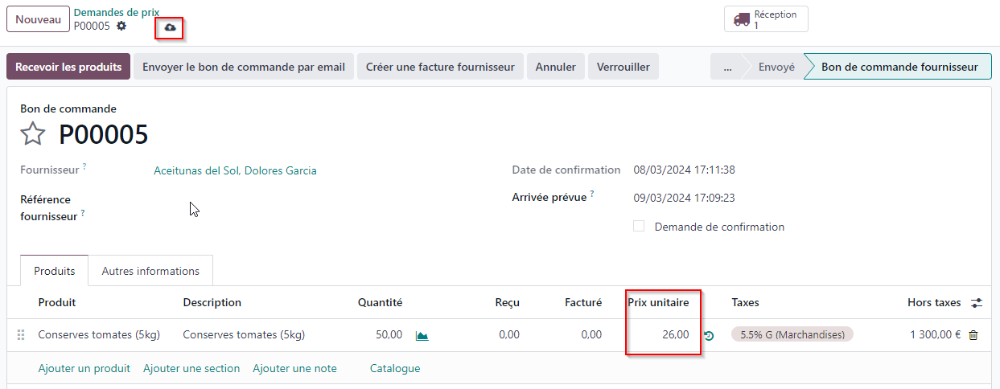 Nouveau
Demandes de prix
P00005
Réception
1
Recevoir les produits
Envoyer le bon de commande par email
Créer une facture fournisseur
Annuler
Verrouiller
...
Envoyé
Bon de commande fournisseur
Bon de commande
P00005
Fournisseur ?
Aceitunas del Sol, Dolores Garcia
Date de confirmation
08/03/2024 17:11:38
Référence
fournisseur ?
Arrivée prévue ?
09/03/2024 17:09:23
Demande de confirmation
Produits
Autres informations
Produit Description Quantité Reçu Facturé Prix unitaire Taxes Hors taxes
Conserves tomates (5kg) Conserves tomates (5kg) 50,00 0,00 0,00 26,00 5.5% G (Marchandises) 1 300,00 €
Ajouter un produit Ajouter une section Ajouter une note Catalogue